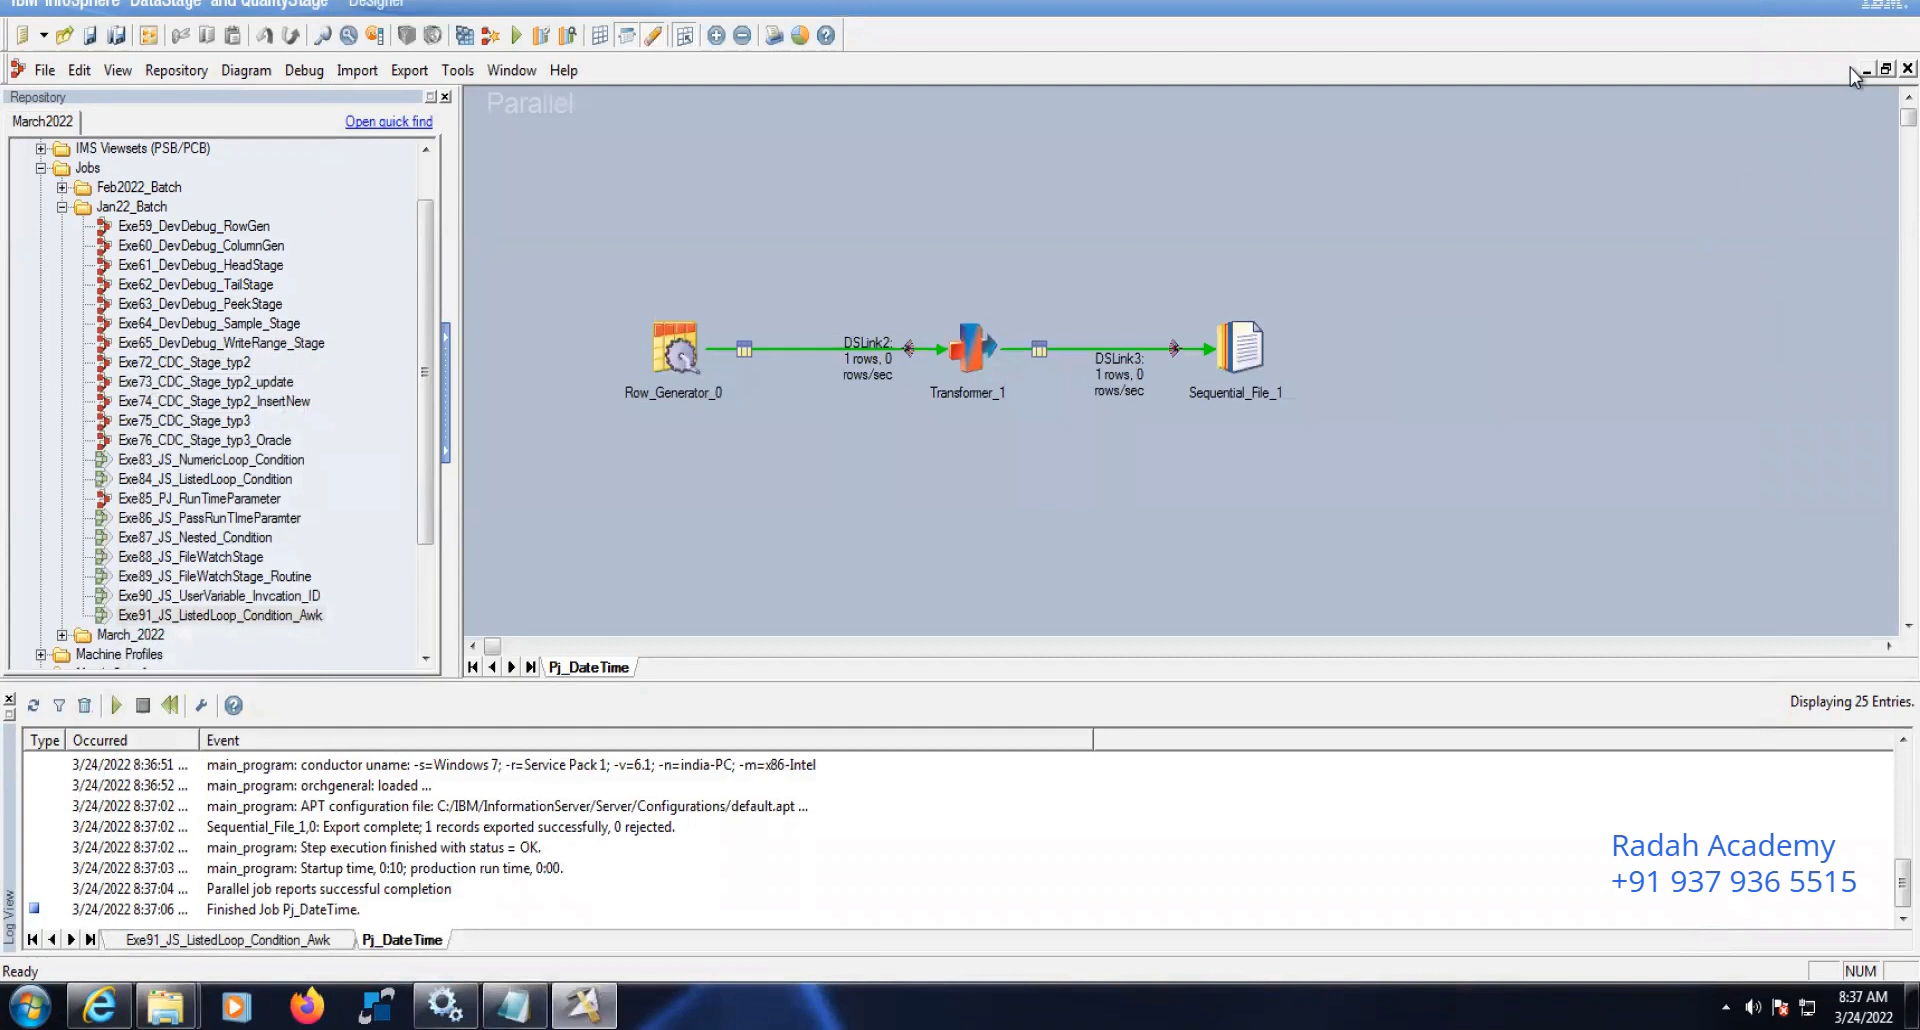 IBM InfoSphere DataStage and QualityStage Designer
IBM.
File Edit View Repository Diagram Debug Import Export Tools Window Help
Repository
March2022
Open quick find
IMS Viewsets (PSB/PCB)
Jobs
Feb2022_Batch
Jan22_Batch
Exe59_DevDebug_RowGen
Exe60_DevDebug_ColumnGen
Exe61_DevDebug_HeadStage
Exe62_DevDebug_TailStage
Exe63_DevDebug_PeekStage
Exe64_DevDebug_Sample_Stage
Exe65_DevDebug_WriteRange_Stage
Exe72_CDC_Stage_typ2
Exe73_CDC_Stage_typ2_update
Exe74_CDC_Stage_typ2_InsertNew
Exe75_CDC_Stage_typ3
Exe76_CDC_Stage_typ3_Oracle
Exe83_JS_NumericLoop_Condition
Exe84_JS_ListedLoop_Condition
Exe85_PJ_RunTimeParameter
Exe86_JS_PassRunTImeParamter
Exe87_JS_Nested_Condition
Exe88_JS_FileWatchStage
Exe89_JS_FileWatchStage_Routine
Exe90_JS_UserVariable_Invcation_ID
Exe91_JS_ListedLoop_Condition_Awk
March_2022
Machine Profiles
Parallel
DSLink2:
1 rows, 0
rows/sec
DSLink3:
1 rows, 0
rows/sec
Row_Generator_0
Transformer_1
Sequential_File_1
Pj_DateTime
Displaying 25 Entries.
Type Occurred Event
3/24/2022 8:36:51 ... main_program: conductor uname: -s=Windows 7; -r=Service Pack 1; -v=6.1; -n=india-PC; -m=x86-Intel
3/24/2022 8:36:52 ... main_program: orchgeneral: loaded ...
3/24/2022 8:37:02 ... main_program: APT configuration file: C:/IBM/InformationServer/Server/Configurations/default.apt ...
3/24/2022 8:37:02 ... Sequential_File_1,0: Export complete; 1 records exported successfully, 0 rejected.
3/24/2022 8:37:02 ... main_program: Step execution finished with status = OK.
3/24/2022 8:37:03 ... main_program: Startup time, 0:10; production run time, 0:00.
3/24/2022 8:37:04 ... Parallel job reports successful completion
3/24/2022 8:37:06 ... Finished Job Pj_DateTime.
Radah Academy
+91 937 936 5515
Log View
Exe91_JS_ListedLoop_Condition_Awk Pj_DateTime
Ready
NUM
8:37 AM
3/24/2022